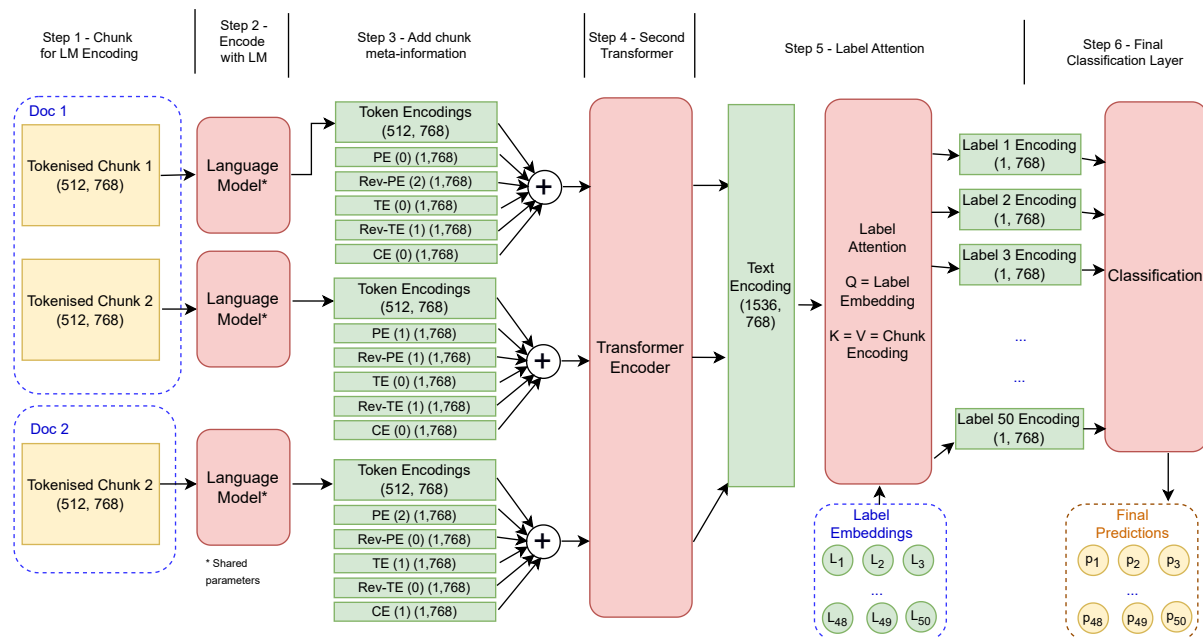 Step 1 - Chunk
for LM Encoding
Step 2 -
Encode
with LM
Step 3 - Add chunk
meta-information
Step 4 - Second
Transformer
Step 5 - Label Attention
Step 6 - Final
Classification Layer
Doc 1
Tokenised Chunk 1
(512, 768)
Language
Model*
Token Encodings
(512, 768)
PE (0) (1,768)
Rev-PE (2) (1,768)
TE (0) (1,768)
Rev-TE (1) (1,768)
CE (0) (1,768)
+
Tokenised Chunk 2
(512, 768)
Language
Model*
Token Encodings
(512, 768)
PE (1) (1,768)
Rev-PE (1) (1,768)
TE (0) (1,768)
Rev-TE (1) (1,768)
CE (0) (1,768)
+
Doc 2
Tokenised Chunk 2
(512, 768)
Language
Model*
* Shared
parameters
Token Encodings
(512, 768)
PE (2) (1,768)
Rev-PE (0) (1,768)
TE (1) (1,768)
Rev-TE (0) (1,768)
CE (1) (1,768)
+
Transformer
Encoder
Text
Encoding
(1536,
768)
Label
Attention
Q = Label
Embedding
K = V = Chunk
Encoding
Label 1 Encoding
(1, 768)
Label 2 Encoding
(1, 768)
Label 3 Encoding
(1, 768)
...
...
Label 50 Encoding
(1, 768)
Classification
Label
Embeddings
L1 L2 L3
...
L48 L49 L50
Final
Predictions
p1 p2 p3
...
p48 p49 p50